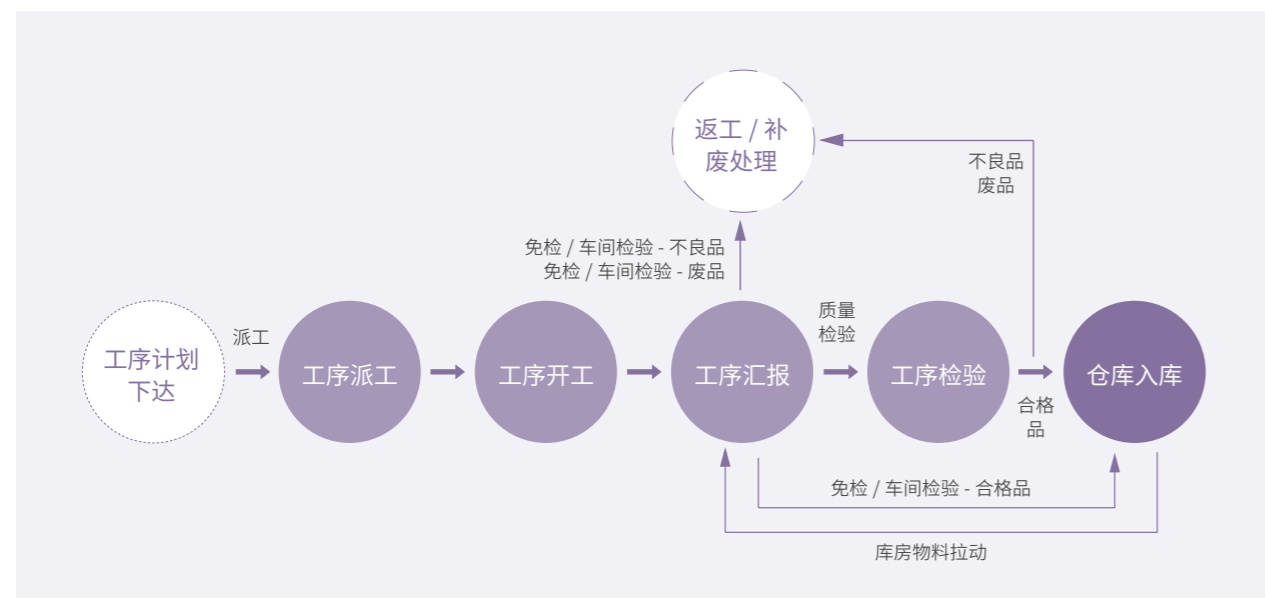 返工 / 补
废处理
不良品
废品
免检 / 车间检验 - 不良品
免检 / 车间检验 - 废品
质量
检验
派工
工序计划
下达
工序派工
工序开工
工序汇报
工序检验
仓库入库
合格
品
免检 / 车间检验 - 合格品
库房物料拉动